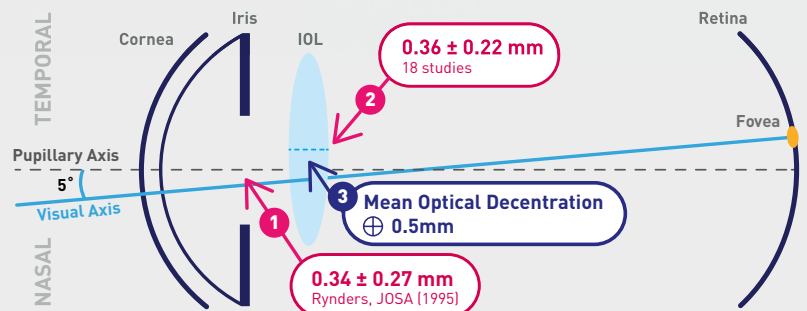 TEMPORAL
Iris
Cornea
IOL
Retina
0.36 ± 0.22 mm
18 studies
2
Fovea
Pupillary Axis
5°
Visual Axis
3
Mean Optical Decentration
⊕ 0.5mm
1
NASAL
0.34 ± 0.27 mm
Rynders, JOSA (1995)